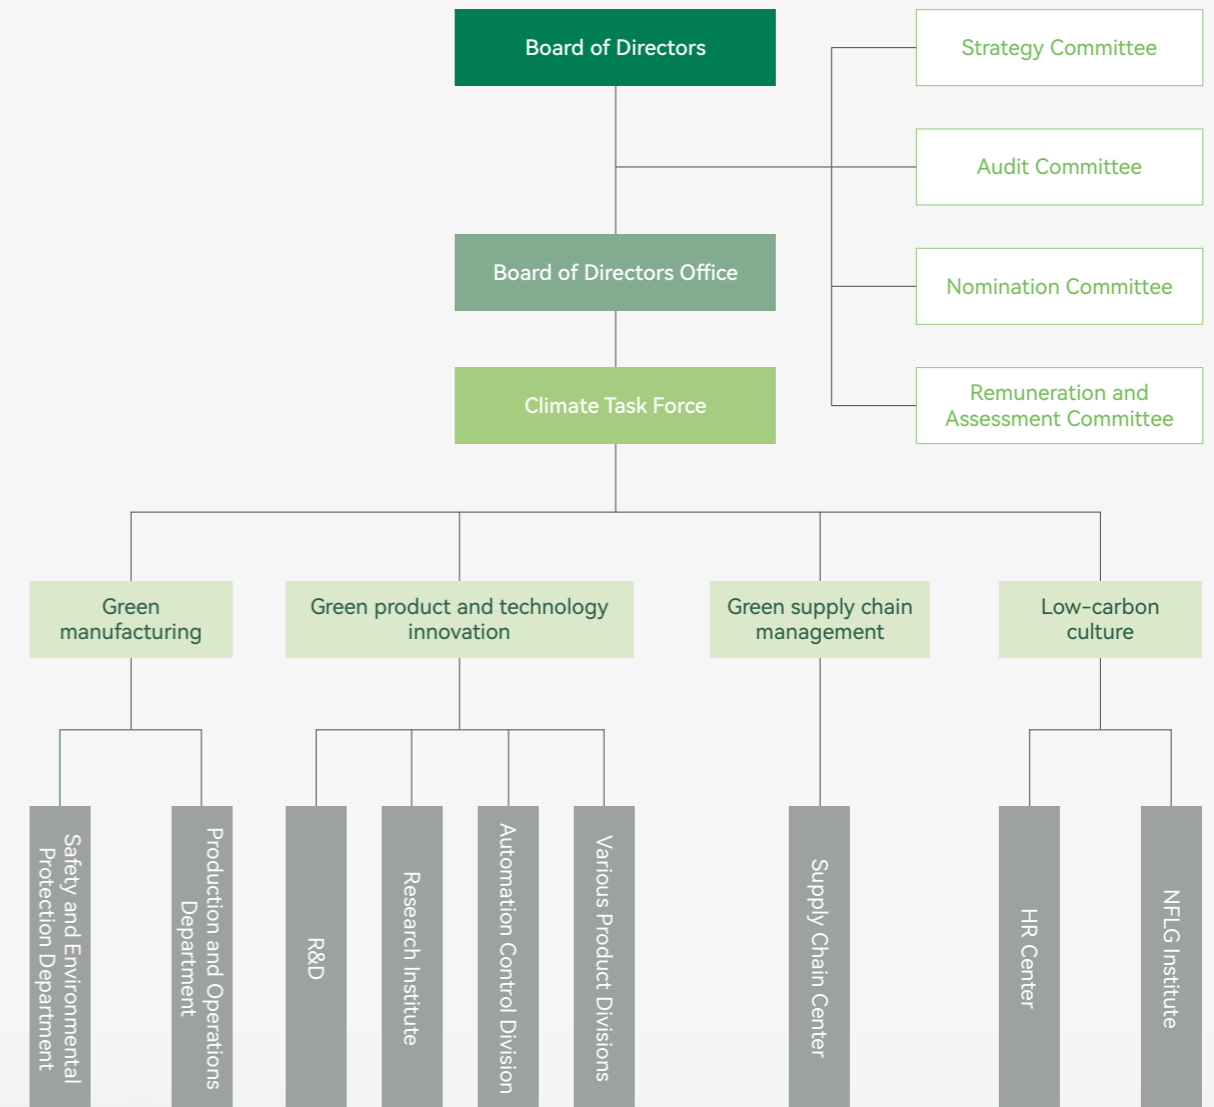 Board of Directors
Strategy Committee
Audit Committee
Board of Directors Office
Nomination Committee
Climate Task Force
Remuneration and
Assessment Committee
Green
manufacturing
Green product and technology
innovation
Green supply chain
management
Low-carbon
culture
Safety and Environmental
Protection Department
Production and Operations
Department
R&D
Research Institute
Automation Control Division
Various Product Divisions
Supply Chain Center
HR Center
NFLG Institute